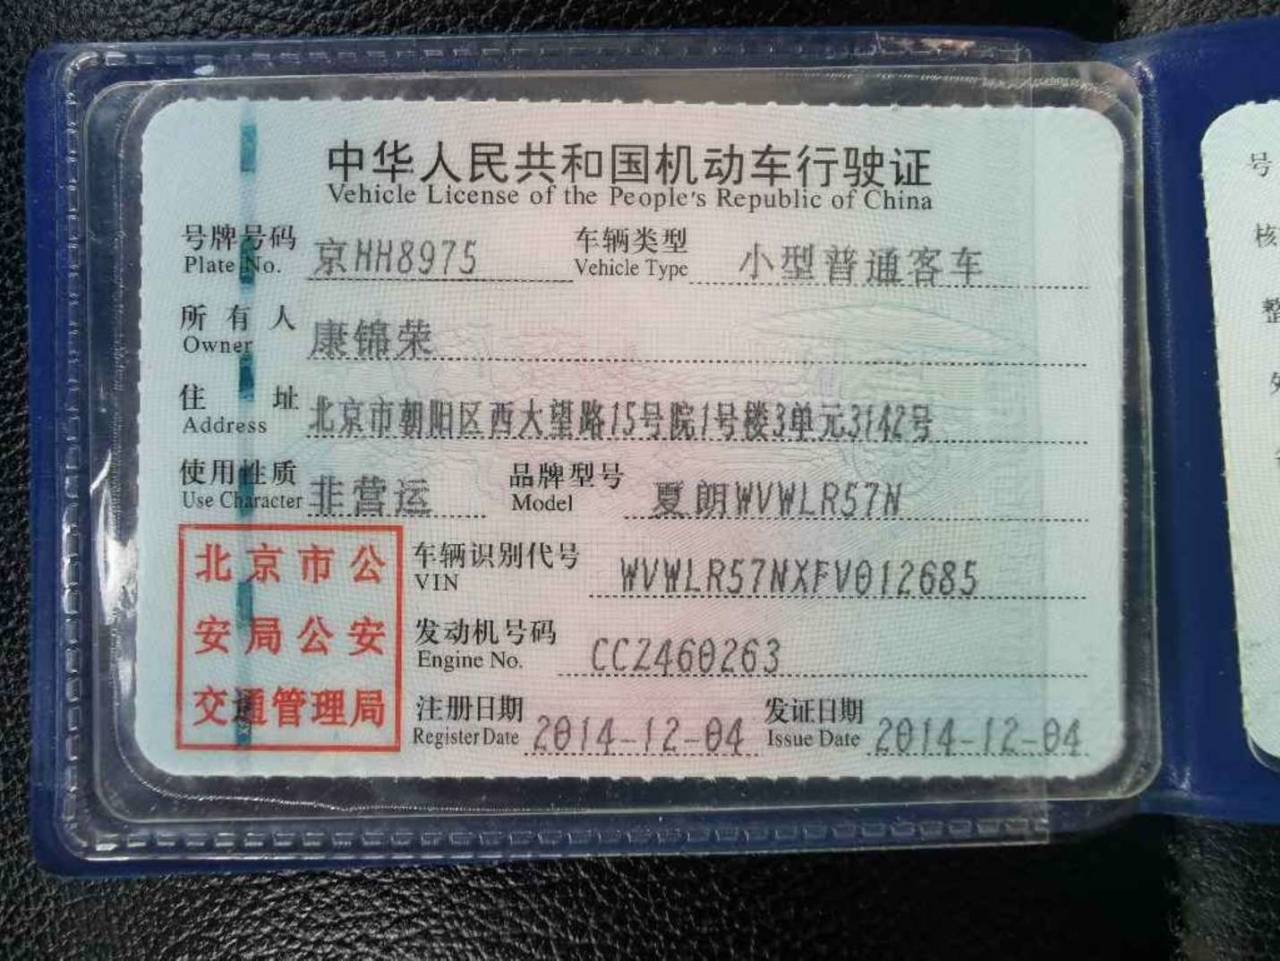 中华人民共和国机动车行驶证
Vehicle License of the People's Republic of China
号牌号码 京HH8975 车辆类型 小型普通客车
Plate No. Vehicle Type
所有人 康锦荣
Owner
住址 北京市朝阳区西大望路15号院1号楼3单元3142号
Address
使用性质 非营运 品牌型号 夏朗WVWLR57N
Use Character Model
北京市公
安局公安
交通管理局
车辆识别代号 WVWLR57NXFV012685
VIN
发动机号码 CCZ460263
Engine No.
注册日期 2014-12-04 发证日期 2014-12-04
Register Date Issue Date
号
核
整